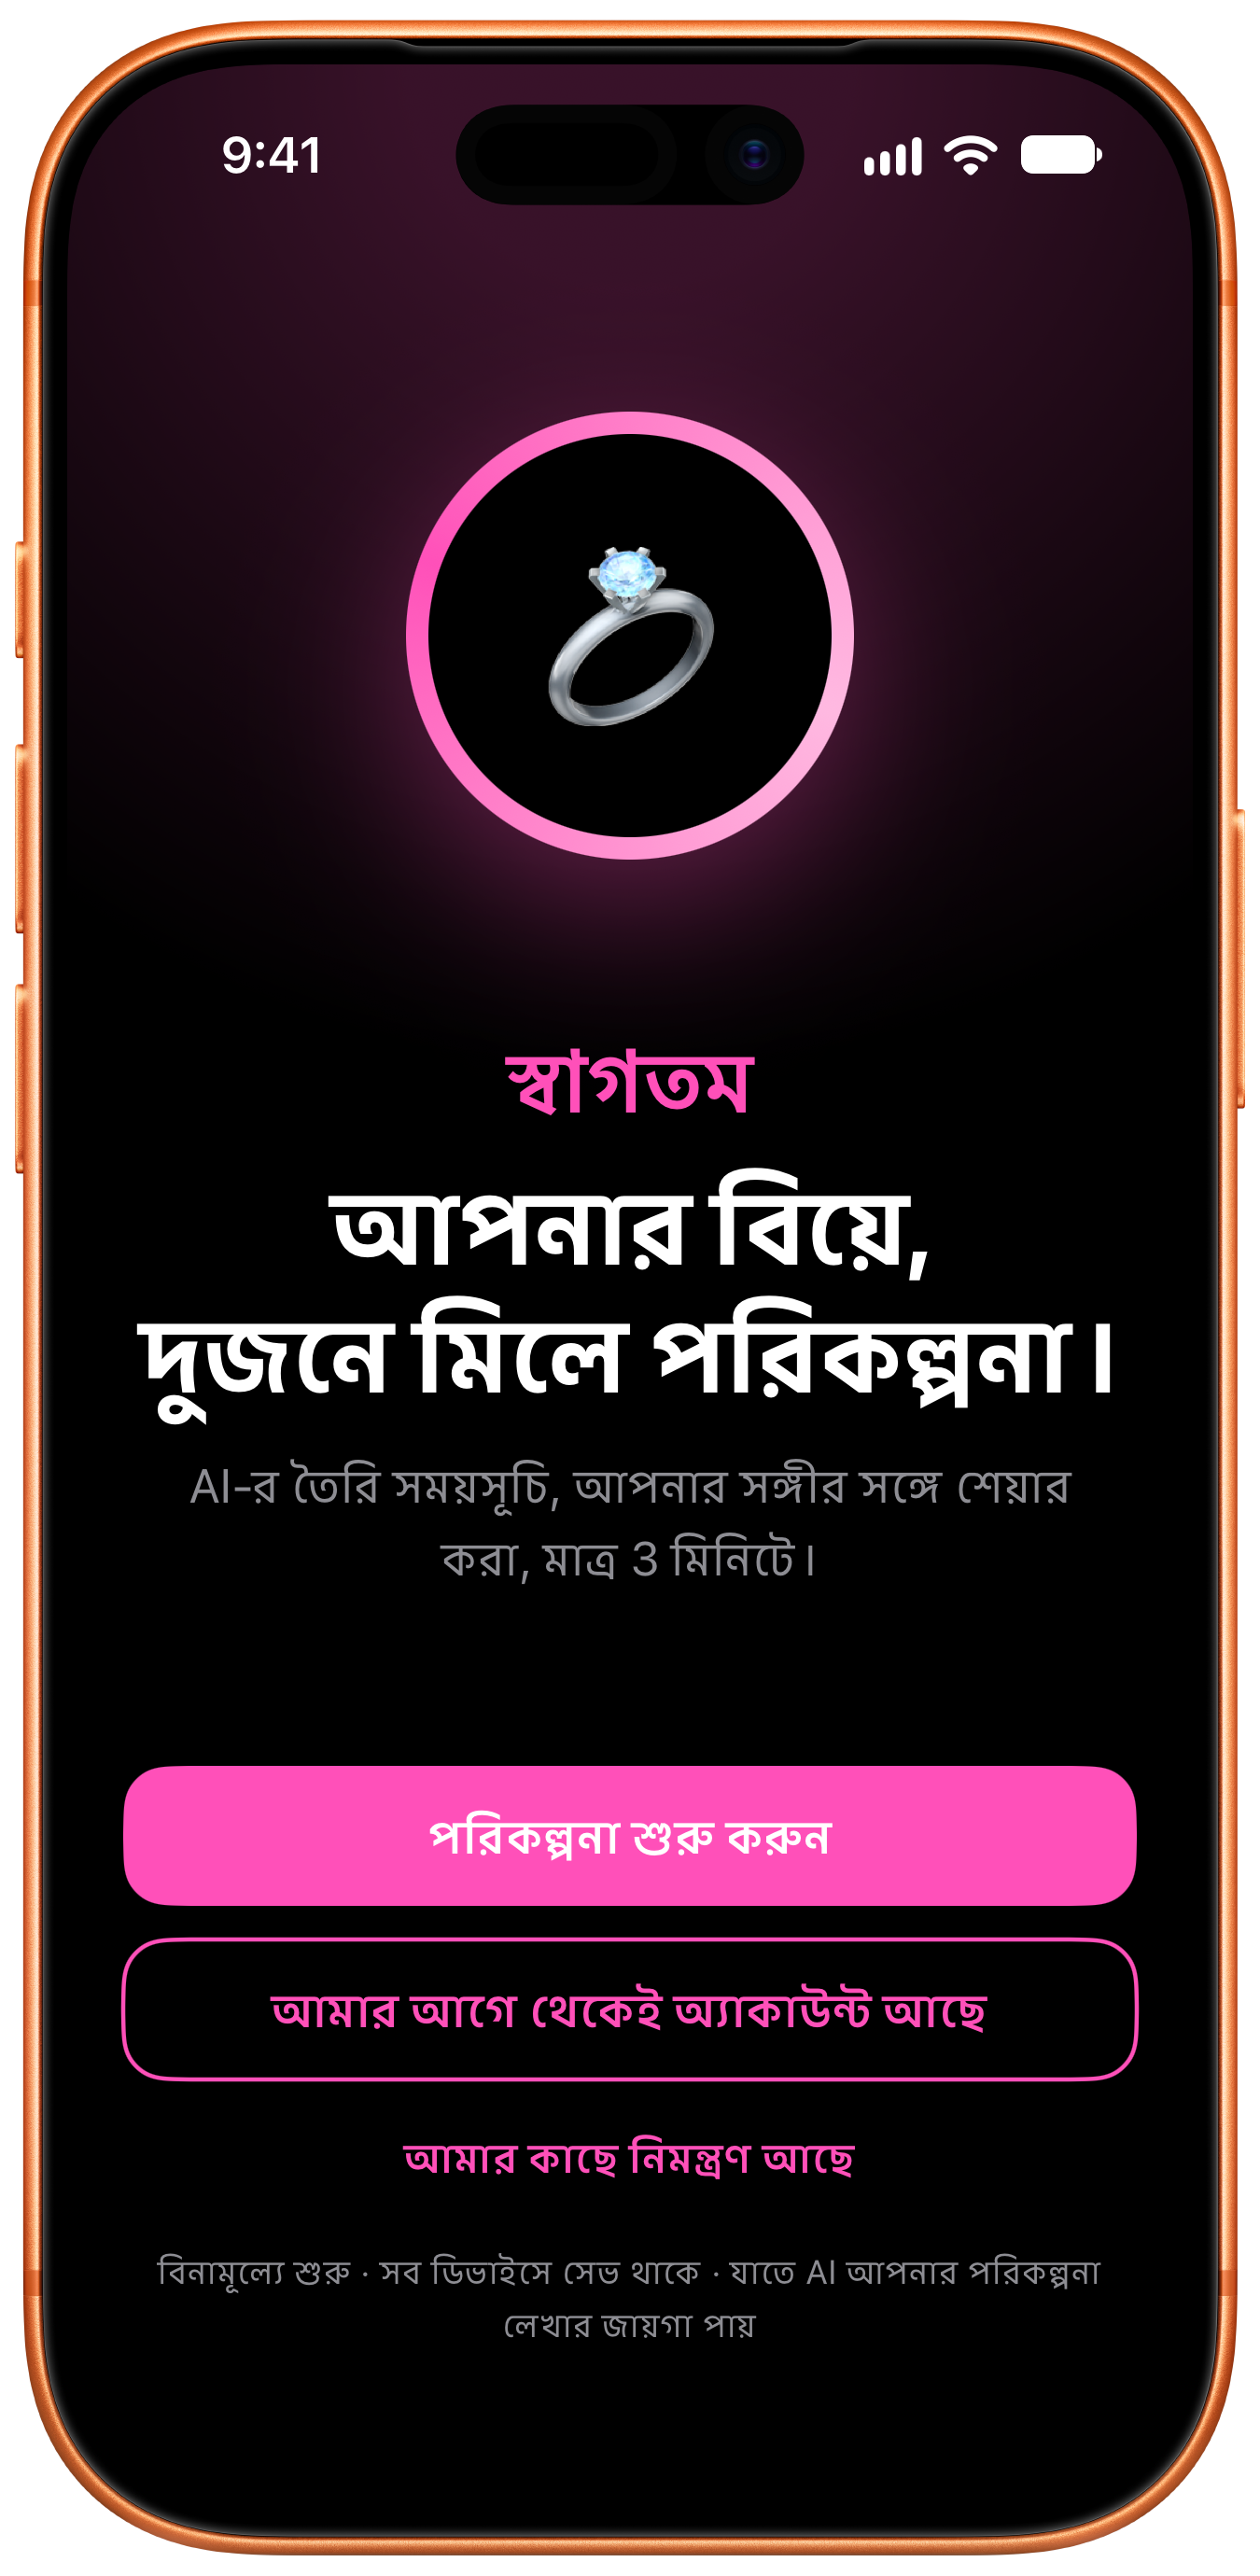 9:41
স্বাগতম
আপনার বিয়ে,
দুজনে মিলে পরিকল্পনা।
AI-র তৈরি সময়সূচি, আপনার সঙ্গীর সঙ্গে শেয়ার
করা, মাত্র 3 মিনিটে।
পরিকল্পনা শুরু করুন
আমার আগে থেকেই অ্যাকাউন্ট আছে
আমার কাছে নিমন্ত্রণ আছে
বিনামূল্যে শুরু · সব ডিভাইসে সেভ থাকে · যাতে AI আপনার পরিকল্পনা
লেখার জায়গা পায়